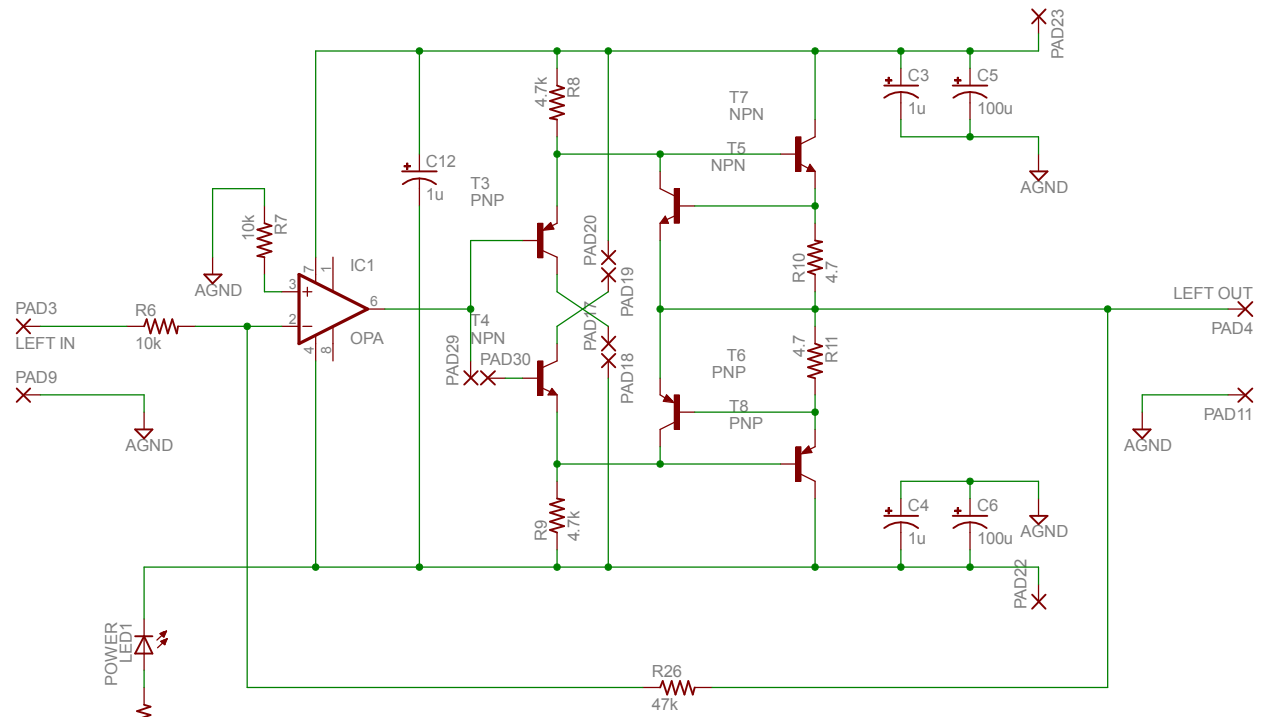 PAD23
R8
4.7k
C3
1u
C5
100u
T7
NPN
T5
NPN
C12
1u
T3
PNP
AGND
R7
10k
PAD20
PAD19
IC1
7
1
3
+
2
−
6
4
8
OPA
AGND
R10
4.7
PAD3
LEFT IN
R6
10k
LEFT OUT
PAD4
PAD17
PAD18
T4
NPN
PAD29
PAD30
4.7
R11
T6
PNP
T8
PNP
PAD9
AGND
PAD11
AGND
R9
4.7k
C4
1u
C6
100u
AGND
PAD22
POWER
LED1
R26
47k